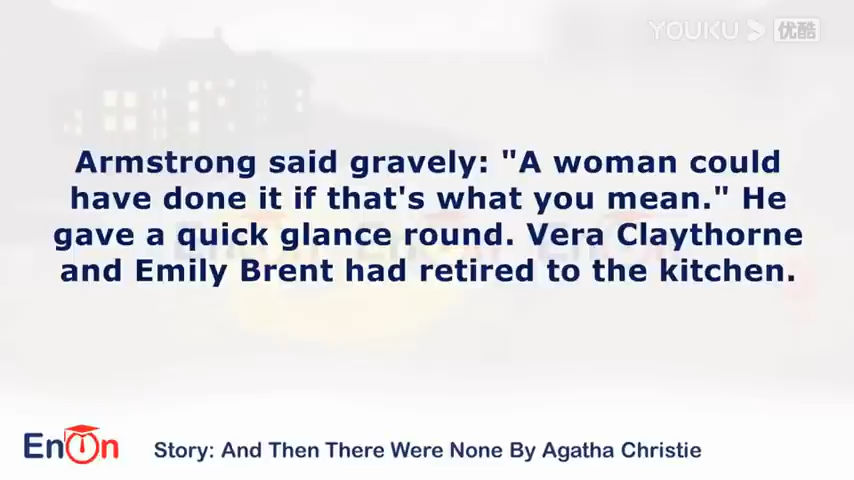 YOUKU 优酷
Armstrong said gravely: "A woman could
have done it if that's what you mean." He
gave a quick glance round. Vera Claythorne
and Emily Brent had retired to the kitchen.
EnOn
Story: And Then There Were None By Agatha Christie